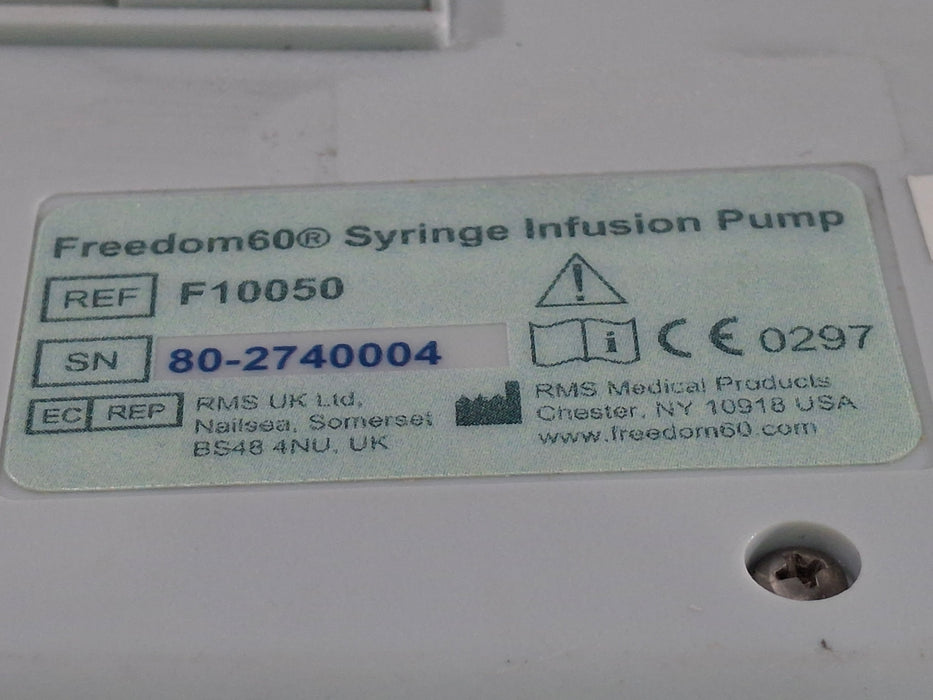 Freedom60® Syringe Infusion Pump
REF F10050
SN 80-2740004
CE 0297
EC REP RMS UK Ltd,
Nailsea, Somerset
BS48 4NU, UK
RMS Medical Products
Chester, NY 10918 USA
www.freedom60.com